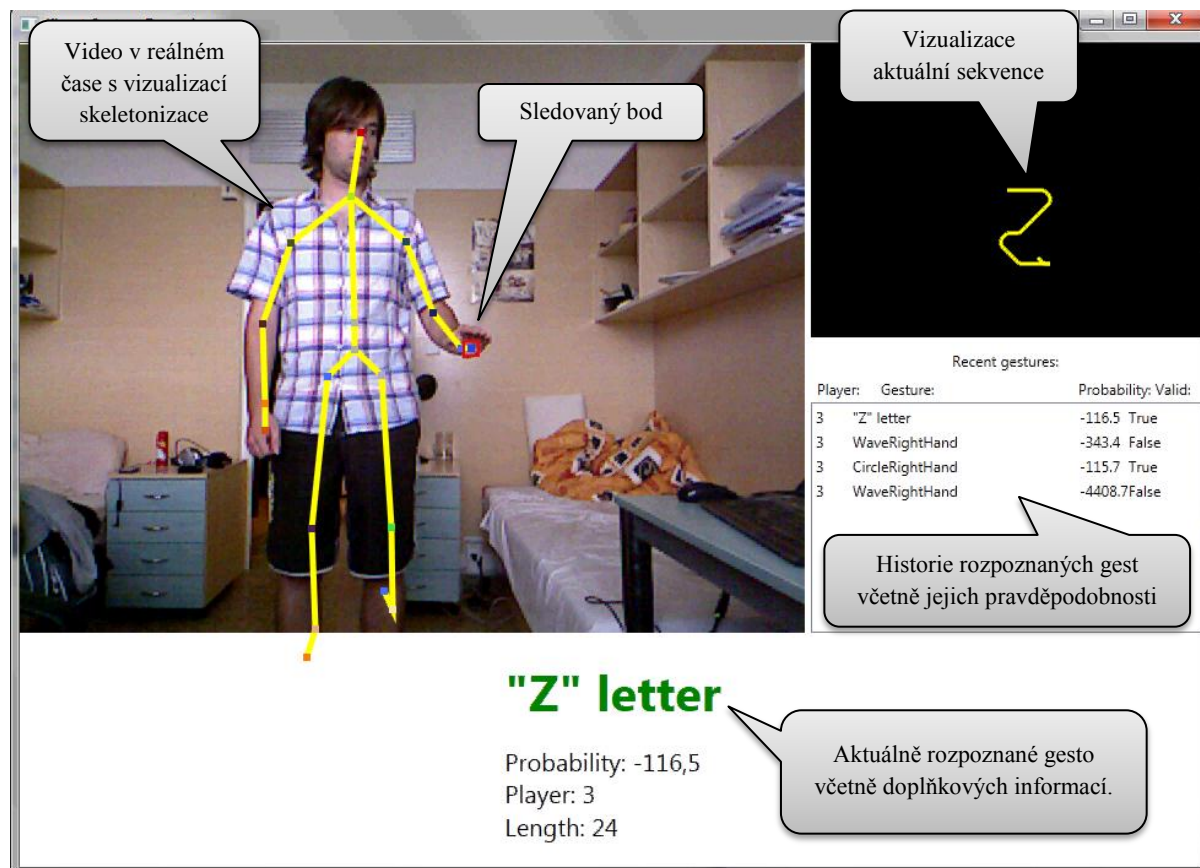 Video v reálném
čase s vizualizací
skeletonizace
Sledovaný bod
Vizualizace
aktuální sekvence
Recent gestures:
Player: Gesture: Probability: Valid:
3 "Z" letter -116.5 True
3 WaveRightHand -343.4 False
3 CircleRightHand -115.7 True
3 WaveRightHand -4408.7False
Historie rozpoznaných gest
včetně jejich pravděpodobnosti
"Z" letter
Probability: -116,5
Player: 3
Length: 24
Aktuálně rozpoznané gesto
včetně doplňkových informací.